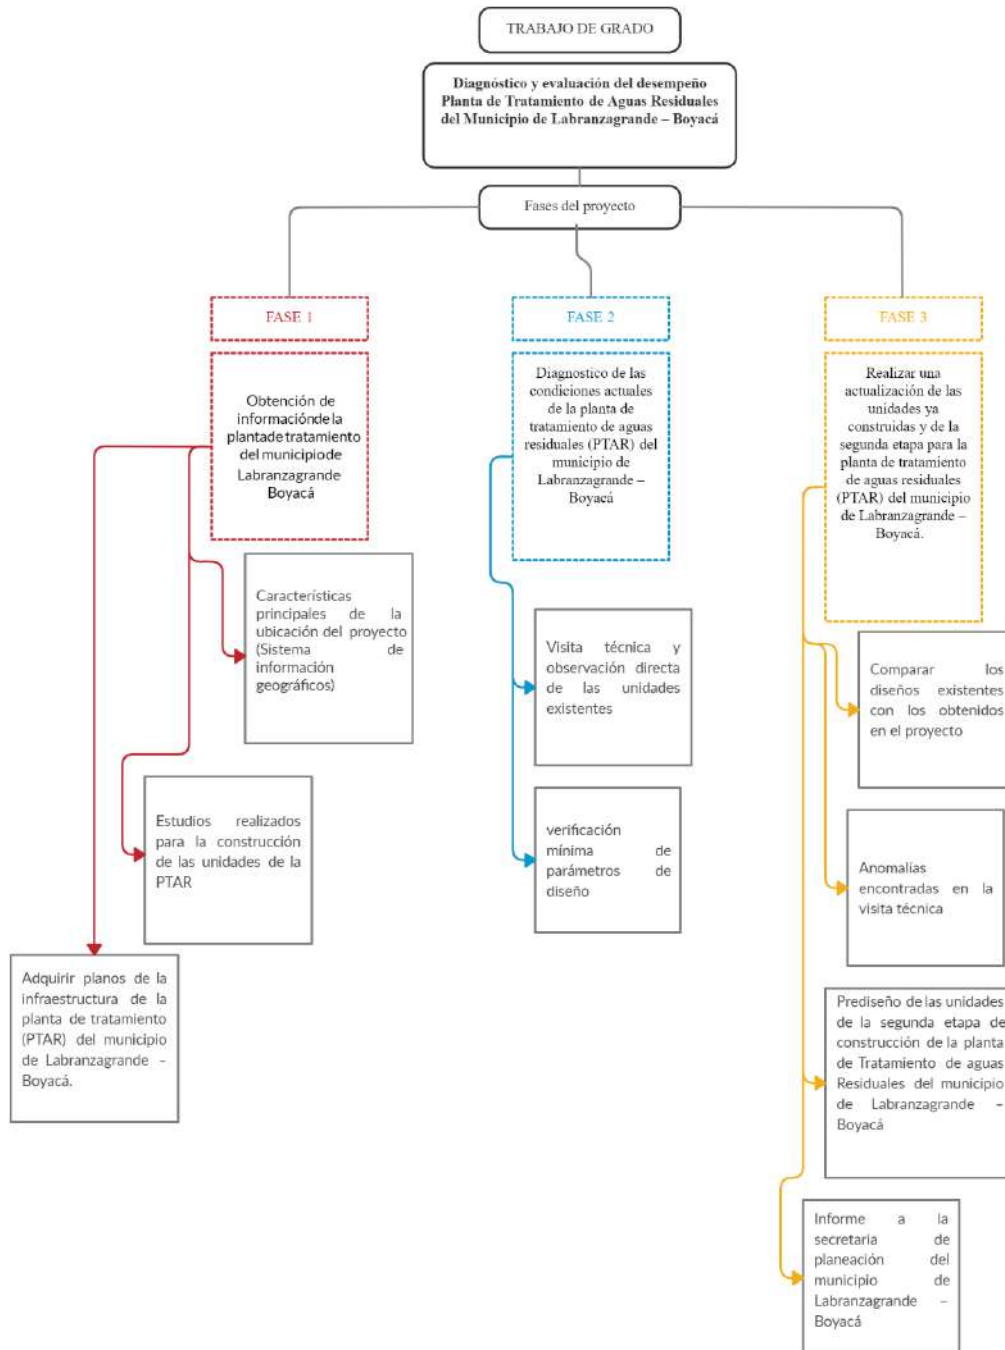 TRABAJO DE GRADO
Diagnóstico y evaluación del desempeño
Planta de Tratamiento de Aguas Residuales
del Municipio de Labranzagrande – Boyacá
Fases del proyecto
FASE 1
Obtención de
informaciónde la
plantade tratamiento
del municipiode
Labranzagrande
Boyacá
Características
principales de la
ubicación del proyecto
(Sistema de
información
geográficos)
Estudios realizados
para la construcción
de las unidades de la
PTAR
Adquirir planos de la
infraestructura de la
planta de tratamiento
(PTAR) del municipio
de Labranzagrande –
Boyacá.
FASE 2
Diagnostico de las
condiciones actuales
de la planta de
tratamiento de aguas
residuales (PTAR) del
municipio de
Labranzagrande –
Boyacá
Visita técnica y
observación directa
de las unidades
existentes
verificación
mínima de
parámetros de
diseño
FASE 3
Realizar una
actualización de las
unidades ya
construidas y de la
segunda etapa para la
planta de tratamiento
de aguas residuales
(PTAR) del municipio
de Labranzagrande –
Boyacá.
Comparar los
diseños existentes
con los obtenidos
en el proyecto
Anomalías
encontradas en la
visita técnica
Prediseño de las unidades
de la segunda etapa de
construcción de la planta
de Tratamiento de aguas
Residuales del municipio
de Labranzagrande –
Boyacá
Informe a la
secretaria de
planeación del
municipio de
Labranzagrande –
Boyacá